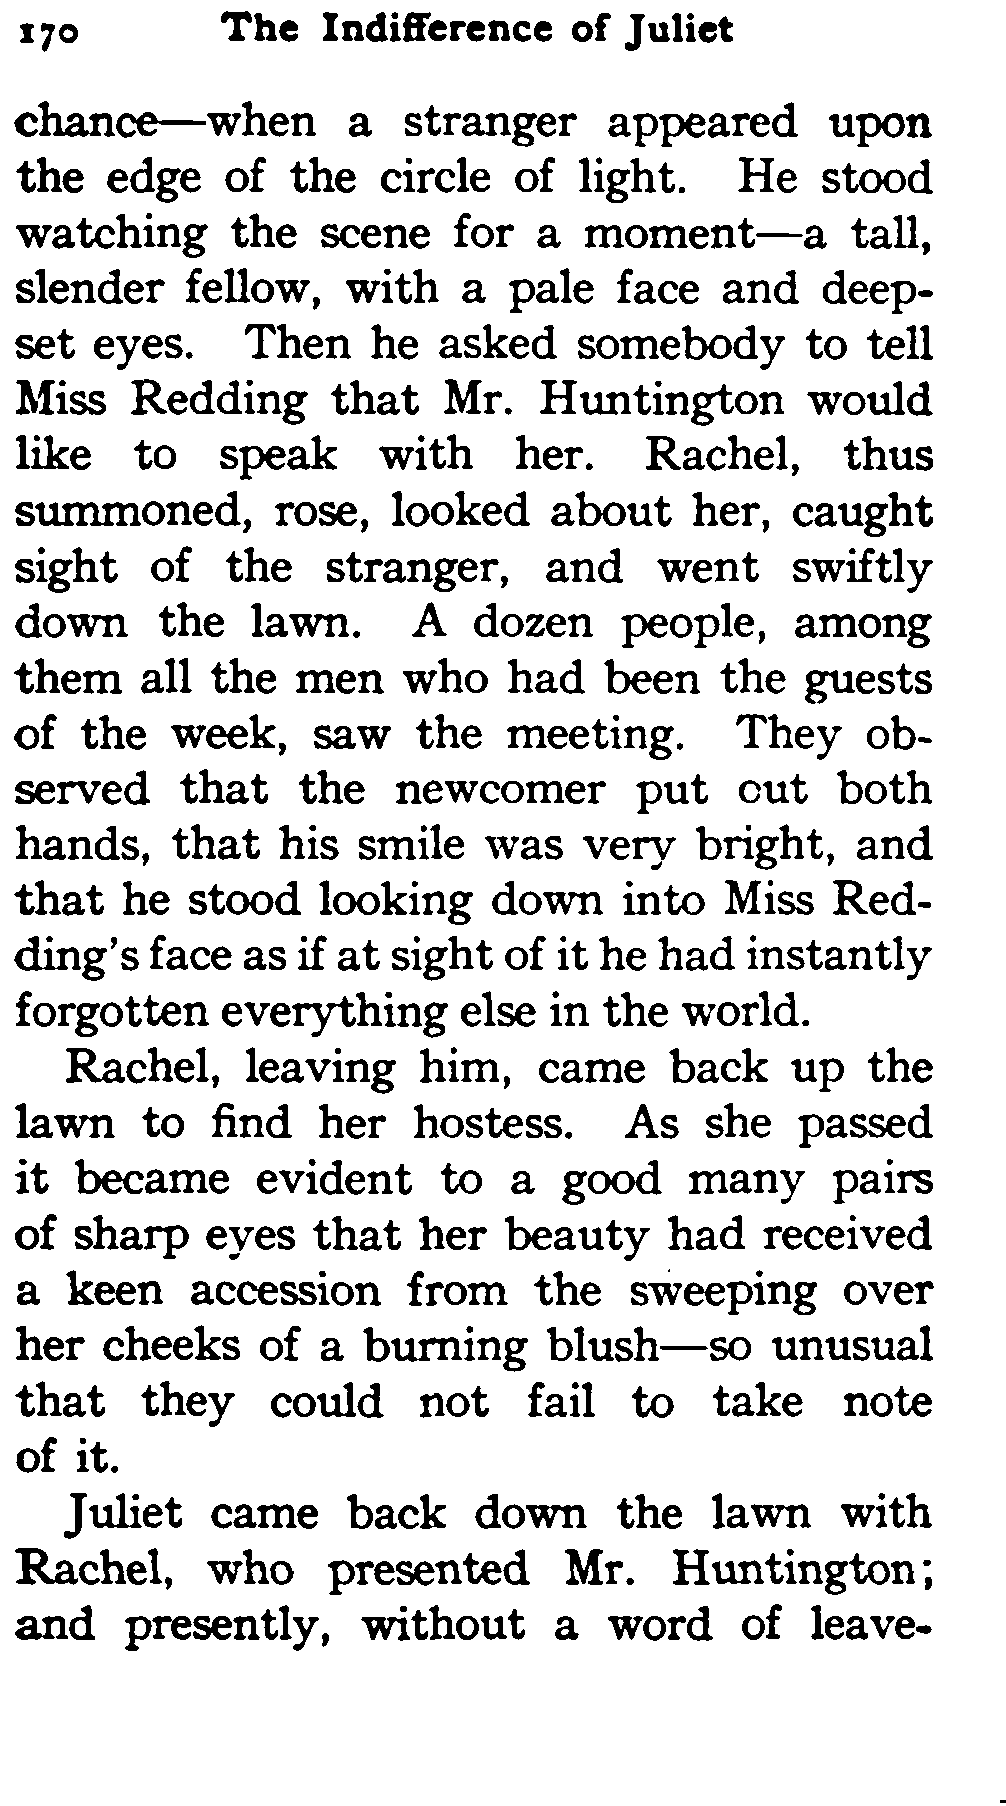 170 The Indifference of Juliet
chance—when a stranger appeared upon
the edge of the circle of light. He stood
watching the scene for a moment—a tall,
slender fellow, with a pale face and deep-
set eyes. Then he asked somebody to tell
Miss Redding that Mr. Huntington would
like to speak with her. Rachel, thus
summoned, rose, looked about her, caught
sight of the stranger, and went swiftly
down the lawn. A dozen people, among
them all the men who had been the guests
of the week, saw the meeting. They ob-
served that the newcomer put out both
hands, that his smile was very bright, and
that he stood looking down into Miss Red-
ding's face as if at sight of it he had instantly
forgotten everything else in the world.
Rachel, leaving him, came back up the
lawn to find her hostess. As she passed
it became evident to a good many pairs
of sharp eyes that her beauty had received
a keen accession from the sweeping over
her cheeks of a burning blush—so unusual
that they could not fail to take note
of it.
Juliet came back down the lawn with
Rachel, who presented Mr. Huntington;
and presently, without a word of leave-